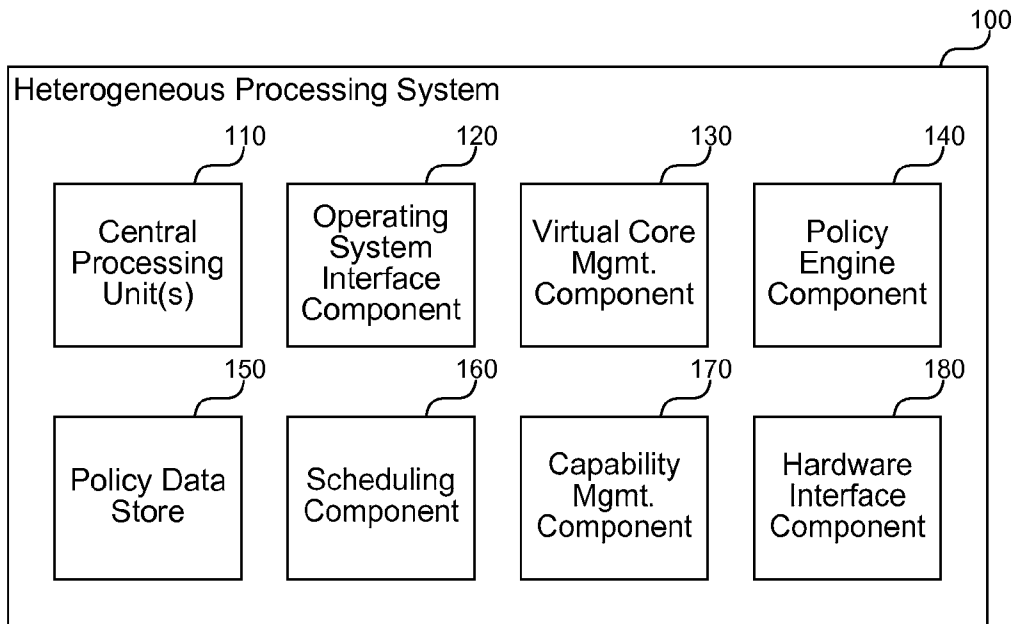 100
Heterogeneous Processing System
110
120
130
140
Central
Processing
Unit(s)
Operating
System
Interface
Component
Virtual Core
Mgmt.
Component
Policy
Engine
Component
150
160
170
180
Policy Data
Store
Scheduling
Component
Capability
Mgmt.
Component
Hardware
Interface
Component